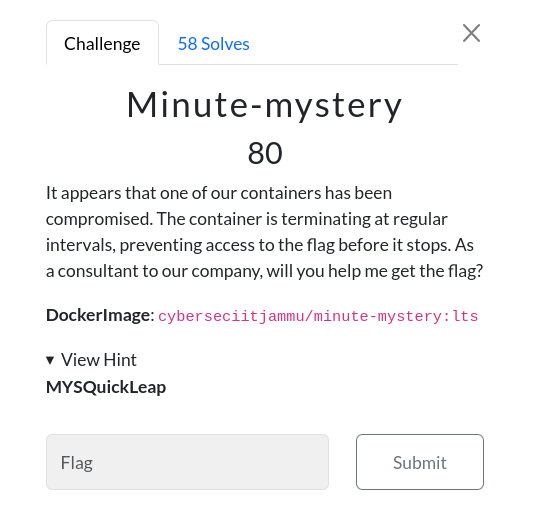 Challenge
58 Solves
Minute-mystery
80
It appears that one of our containers has been
compromised. The container is terminating at regular
intervals, preventing access to the flag before it stops. As
a consultant to our company, will you help me get the flag?
DockerImage: cyberseciitjammu/minute-mystery:lts
▾ View Hint
MYSQuickLeap
Flag
Submit